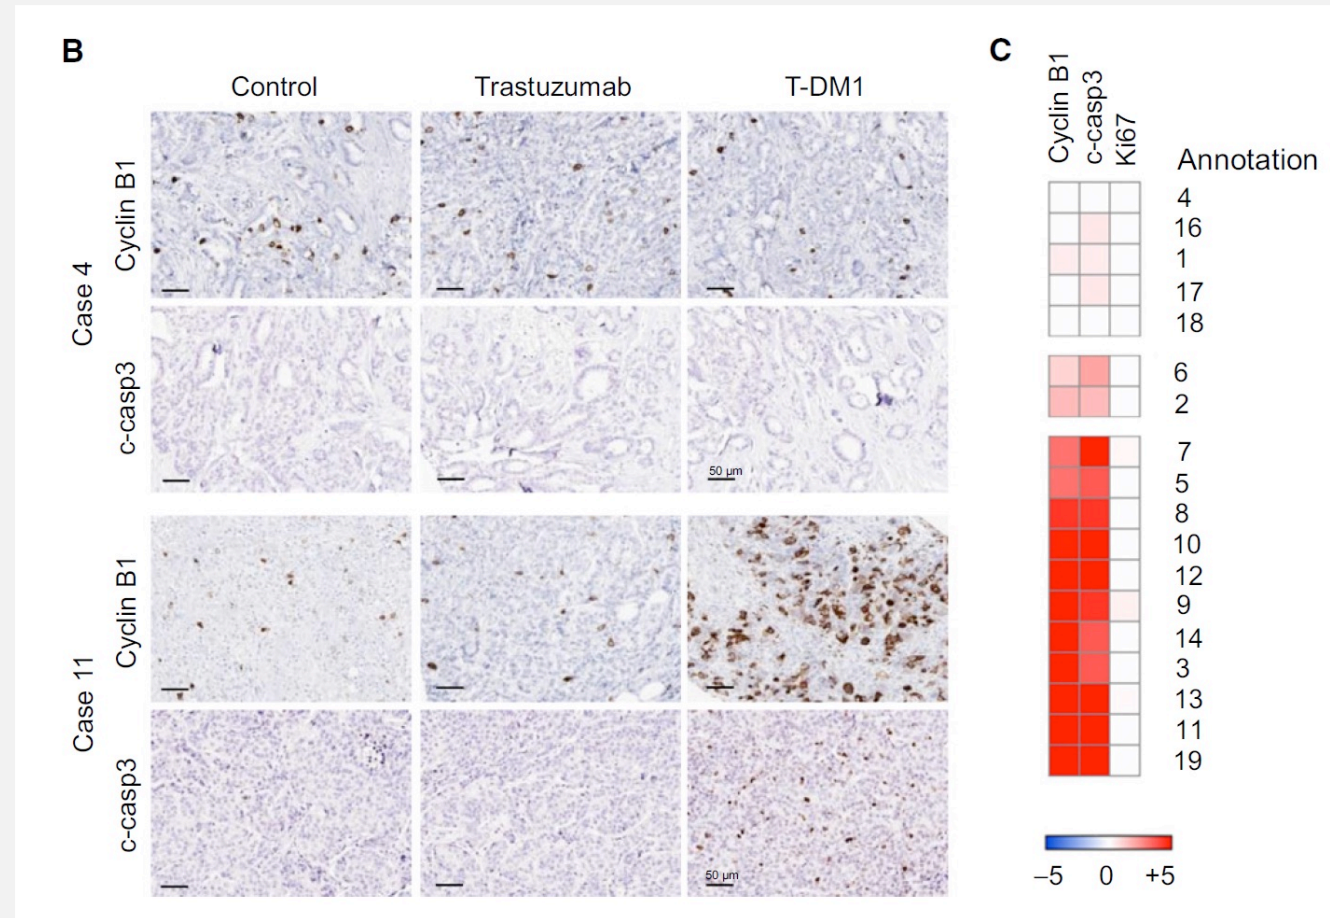 B
Control Trastuzumab T-DM1
Case 4
Cyclin B1
c-casp3
50 µm
Case 11
Cyclin B1
c-casp3
50 µm
C
Cyclin B1
c-casp3
Ki67
Annotation
4
16
1
17
18
6
2
7
5
8
10
12
9
14
3
13
11
19
−5 0 +5